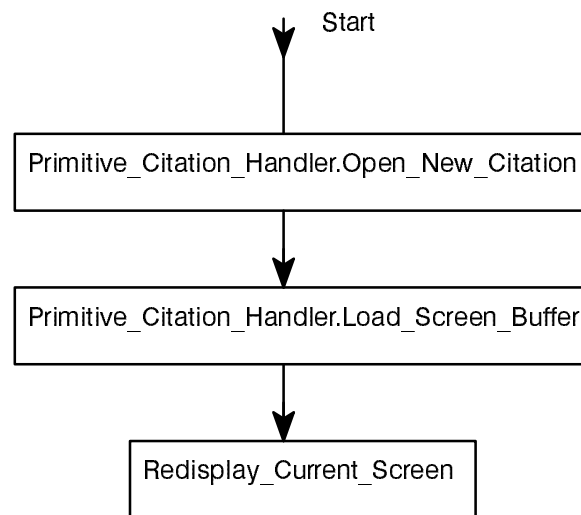 Start
Primitive_Citation_Handler.Open_New_Citation
Primitive_Citation_Handler.Load_Screen_Buffer
Redisplay_Current_Screen